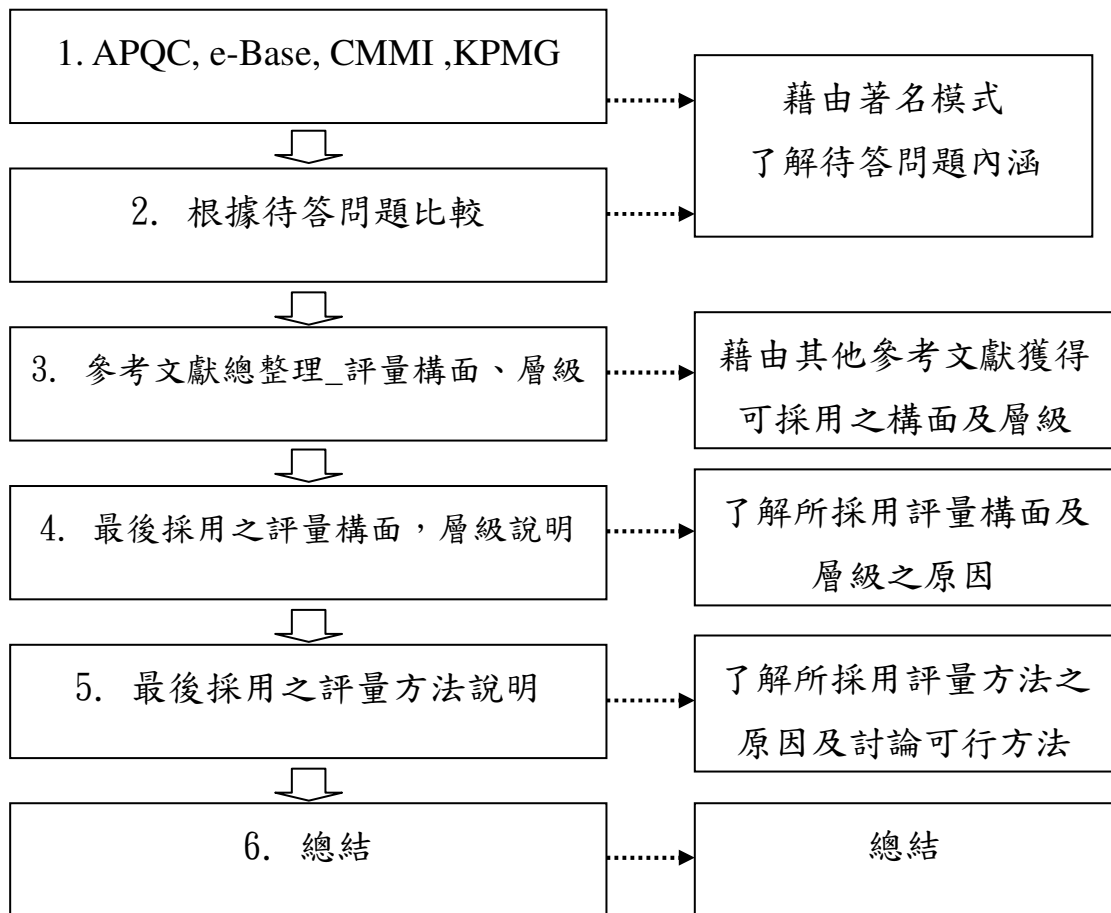 1. APQC, e-Base, CMMI ,KPMG
藉由著名模式
了解待答問題內涵
2. 根據待答問題比較
3. 參考文獻總整理_評量構面、層級
藉由其他參考文獻獲得
可採用之構面及層級
4. 最後採用之評量構面，層級說明
了解所採用評量構面及
層級之原因
5. 最後採用之評量方法說明
了解所採用評量方法之
原因及討論可行方法
6. 總結
總結